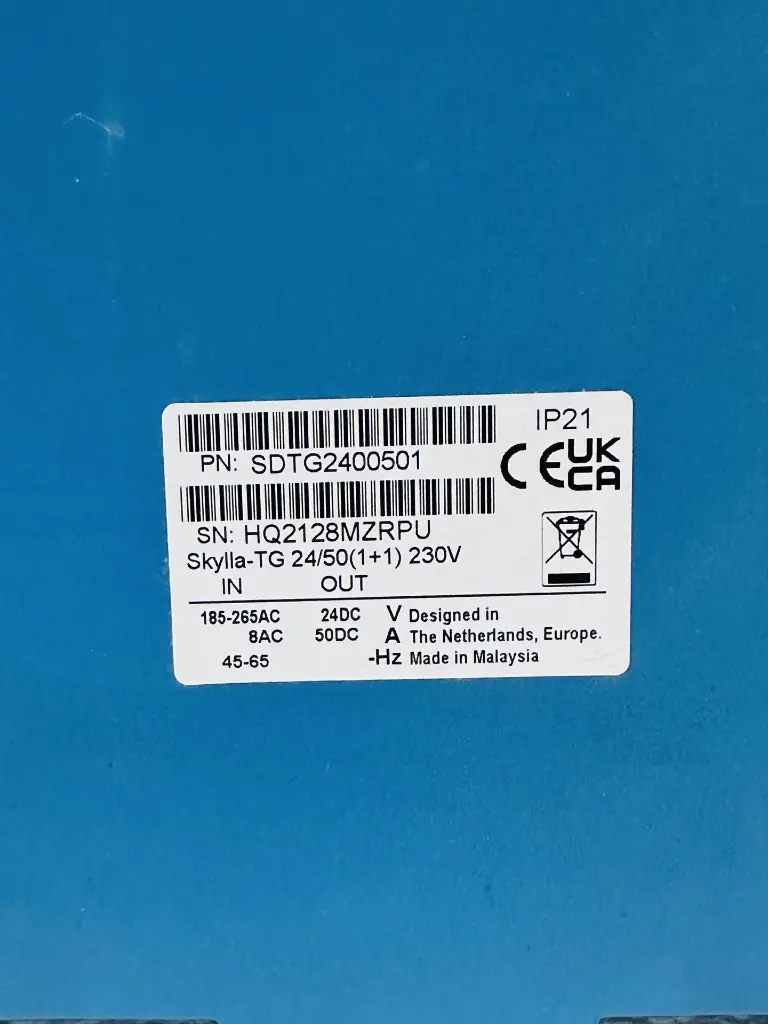 IP21
PN: SDTG2400501
CE UK CA
SN: HQ2128MZRPU
Skylla-TG 24/50(1+1) 230V
IN OUT
185-265AC 24DC V Designed in
8AC 50DC A The Netherlands, Europe.
45-65 -Hz Made in Malaysia